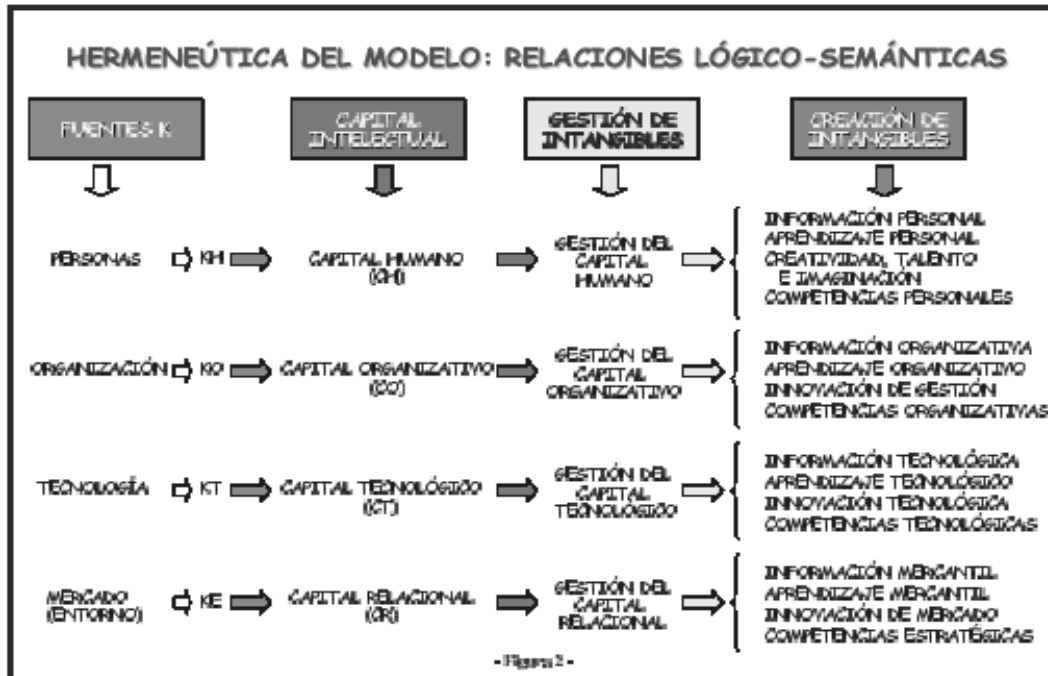 HERMENEÚTICA DEL MODELO: RELACIONES LÓGICO-SEMÁNTICAS
FUENTES K
CAPITAL
INTELECTUAL
GESTIÓN DE
INTANGIBLES
CREACIÓN DE
INTANGIBLES
PERSONAS
KH
CAPITAL HUMANO
(CH)
GESTIÓN DEL
CAPITAL
HUMANO
INFORMACIÓN PERSONAL
APRENDIZAJE PERSONAL
CREATIVIDAD, TALENTO
E IMAGINACIÓN
COMPETENCIAS PERSONALES
ORGANIZACIÓN
KO
CAPITAL ORGANIZATIVO
(CO)
GESTIÓN DEL
CAPITAL
ORGANIZATIVO
INFORMACIÓN ORGANIZATIVA
APRENDIZAJE ORGANIZATIVO
INNOVACIÓN DE GESTIÓN
COMPETENCIAS ORGANIZATIVAS
TECNOLOGÍA
KT
CAPITAL TECNOLÓGICO
(CT)
GESTIÓN DEL
CAPITAL
TECNOLÓGICO
INFORMACIÓN TECNOLÓGICA
APRENDIZAJE TECNOLÓGICO
INNOVACIÓN TECNOLÓGICA
COMPETENCIAS TECNOLÓGICAS
MERCADO
(ENTORNO)
KE
CAPITAL RELACIONAL
(CR)
GESTIÓN DEL
CAPITAL
RELACIONAL
INFORMACIÓN MERCANTIL
APRENDIZAJE MERCANTIL
INNOVACIÓN DE MERCADO
COMPETENCIAS ESTRATÉGICAS
- Figura 2 -